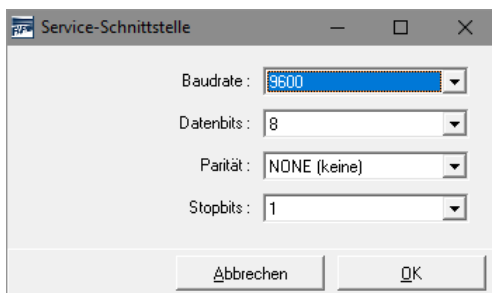 Service-Schnittstelle
Baudrate : 9600
Datenbits : 8
Parität : NONE (keine)
Stopbits : 1
Abbrechen OK